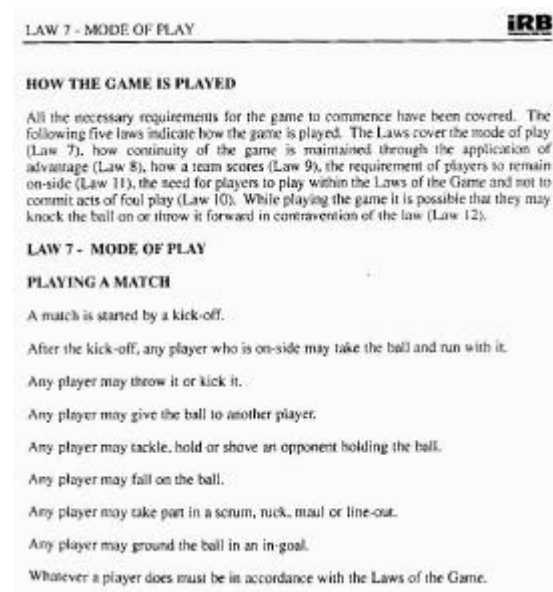 LAW 7 - MODE OF PLAY
iRB
HOW THE GAME IS PLAYED
All the necessary requirements for the game to commence have been covered. The
following five laws indicate how the game is played. The Laws cover the mode of play
(Law 7), how continuity of the game is maintained through the application of
advantage (Law 8), how a team scores (Law 9), the requirement of players to remain
on-side (Law 11), the need for players to play within the Laws of the Game and not to
commit acts of foul play (Law 10). While playing the game it is possible that they may
knock the ball on or throw it forward in contravention of the law (Law 12).
LAW 7 - MODE OF PLAY
PLAYING A MATCH
A match is started by a kick-off.
After the kick-off, any player who is on-side may take the ball and run with it.
Any player may throw it or kick it.
Any player may give the ball to another player.
Any player may tackle, hold or shove an opponent holding the ball.
Any player may fall on the ball.
Any player may take part in a scrum, ruck, maul or line-out.
Any player may ground the ball in an in-goal.
Whatever a player does must be in accordance with the Laws of the Game.